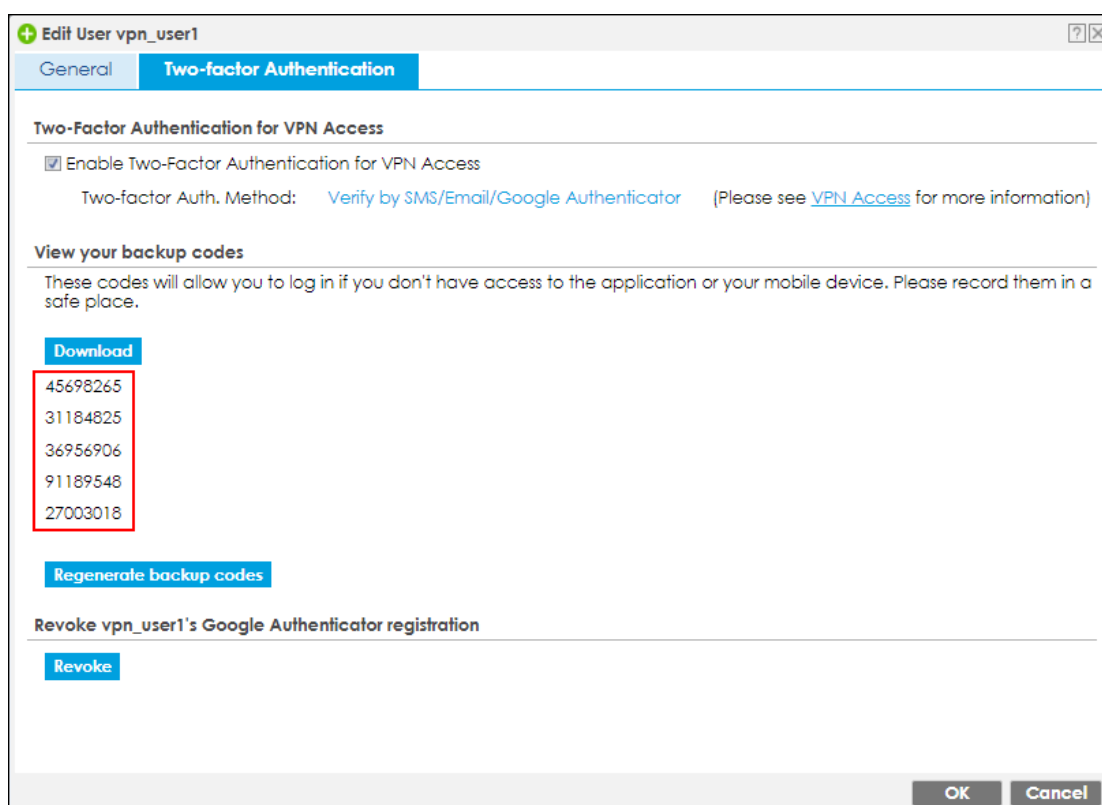 Edit User vpn_user1
General Two-factor Authentication
Two-Factor Authentication for VPN Access
Enable Two-Factor Authentication for VPN Access
Two-factor Auth. Method: Verify by SMS/Email/Google Authenticator (Please see VPN Access for more information)
View your backup codes
These codes will allow you to log in if you don't have access to the application or your mobile device. Please record them in a
safe place.
Download
45698265
31184825
36956906
91189548
27003018
Regenerate backup codes
Revoke vpn_user1's Google Authenticator registration
Revoke
OK Cancel